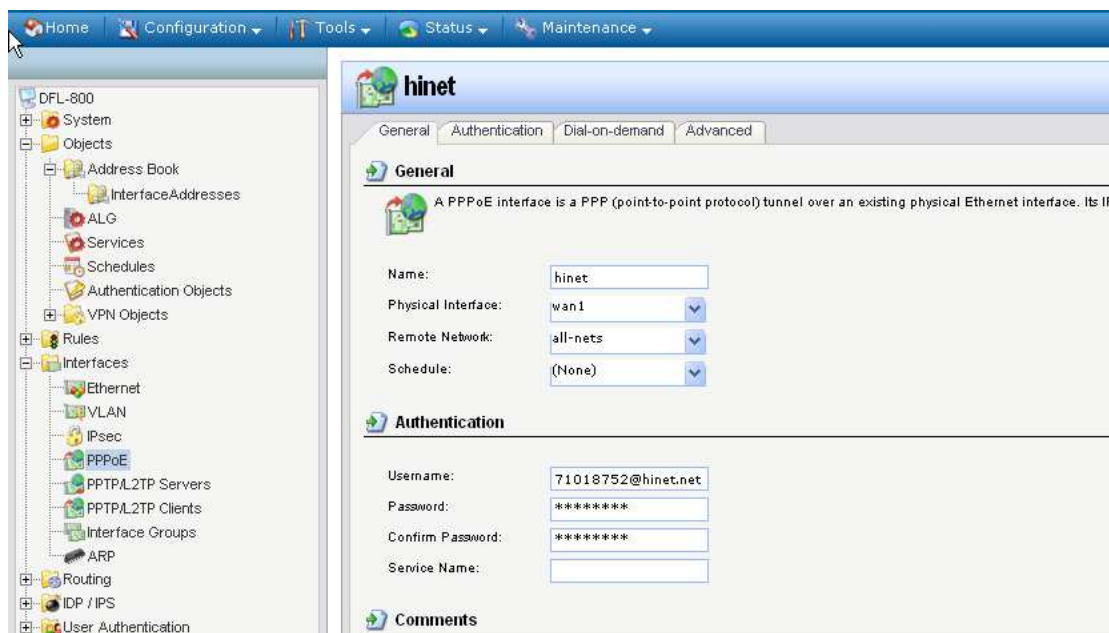 Home Configuration Tools Status Maintenance
DFL-800
System
Objects
Address Book
InterfaceAddresses
ALG
Services
Schedules
Authentication Objects
VPN Objects
Rules
Interfaces
Ethernet
VLAN
IPsec
PPPoE
PPTP/L2TP Servers
PPTP/L2TP Clients
Interface Groups
ARP
Routing
IDP / IPS
User Authentication
hinet
General Authentication Dial-on-demand Advanced
General
A PPPoE interface is a PPP (point-to-point protocol) tunnel over an existing physical Ethernet interface. Its
Name: hinet
Physical Interface: wan1
Remote Network: all-nets
Schedule: (None)
Authentication
Username: 71018752@hinet.net
Password: ********
Confirm Password: ********
Service Name:
Comments